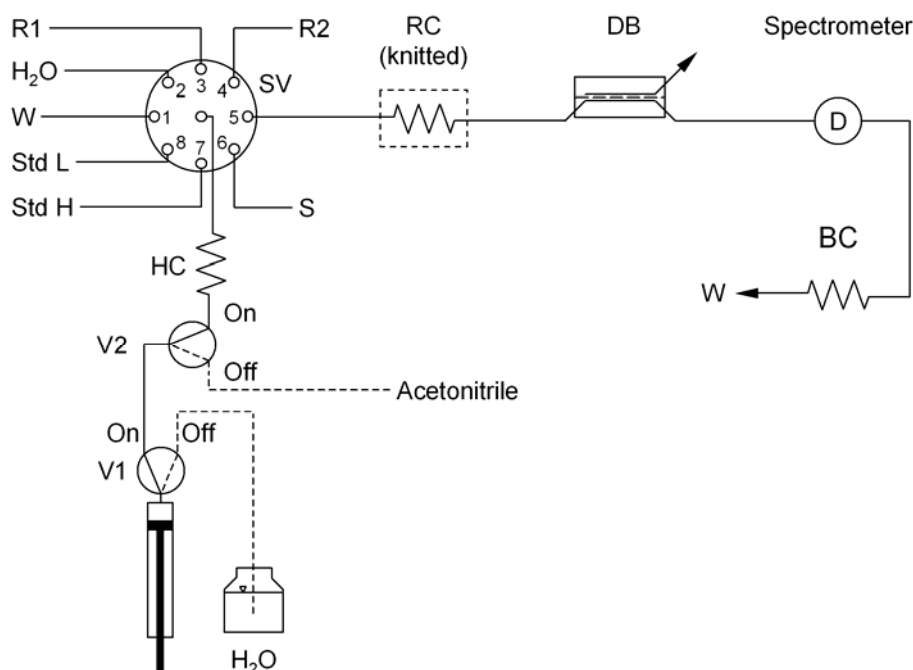 R1
R2
RC
(knitted)
DB
Spectrometer
H₂O
SV
3
2
4
W
1
5
D
8
6
7
Std L
Std H
S
BC
HC
W
On
V2
Off
Acetonitrile
On
Off
V1
H₂O